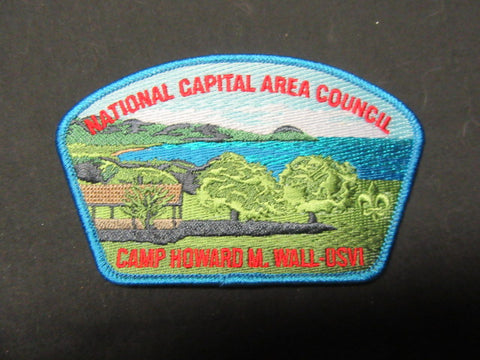 NATIONAL CAPITAL AREA COUNCIL
CAMP HOWARD M. WALL-USVI